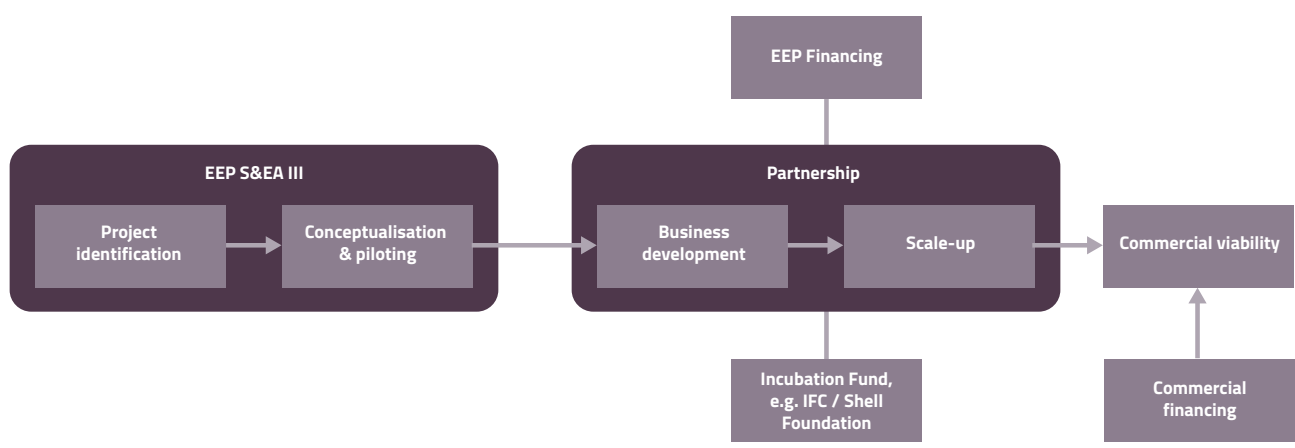 EEP Financing
EEP S&EA III
Partnership
Project
identification
Conceptualisation
& piloting
Business
development
Scale-up
Commercial viability
Incubation Fund,
e.g. IFC / Shell
Foundation
Commercial
financing